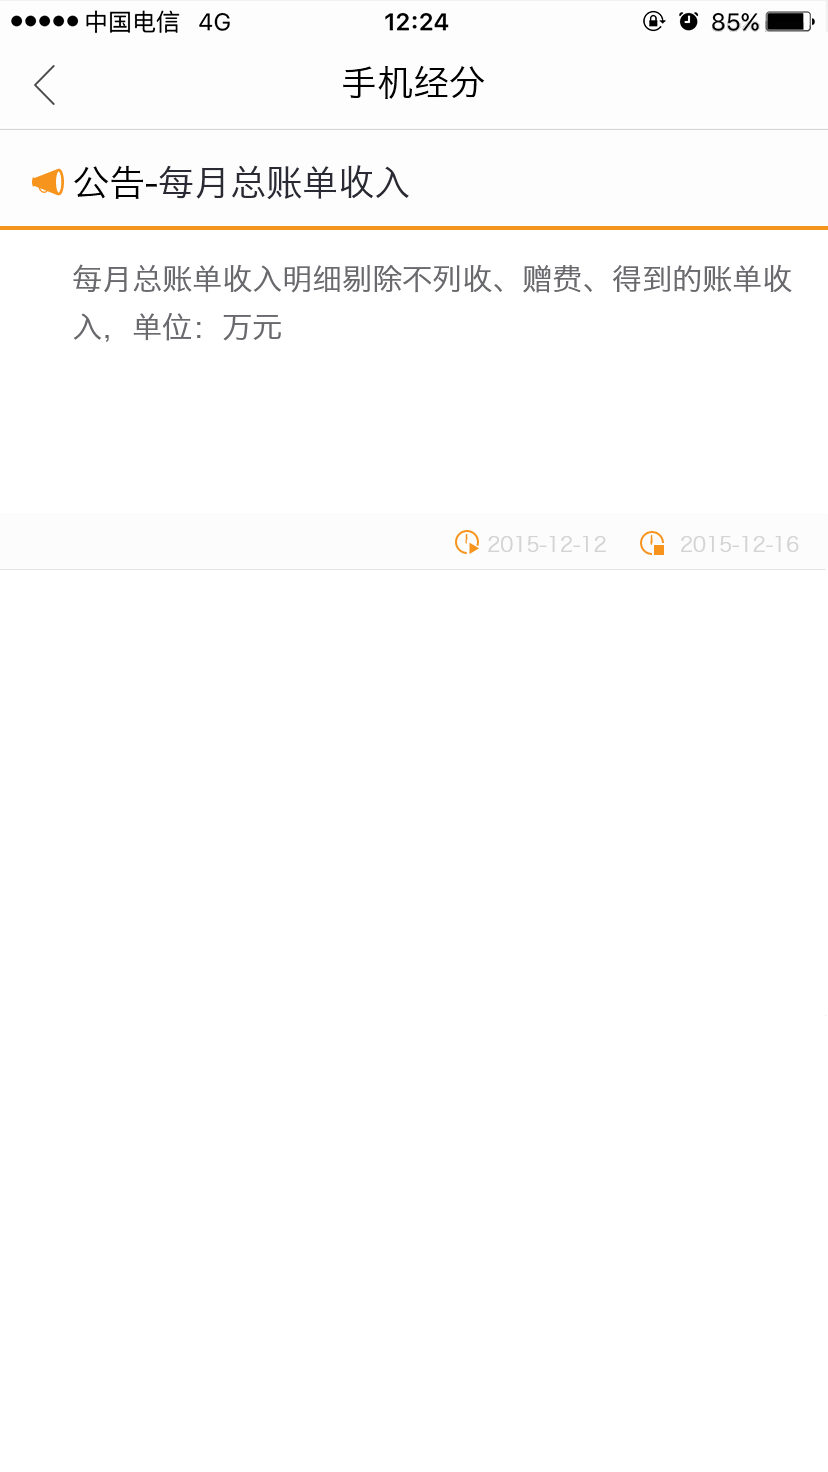 中国电信 4G 12:24 85%
手机经分
公告-每月总账单收入
每月总账单收入明细剔除不列收、赠费、得到的账单收
入，单位：万元
2015-12-12 2015-12-16